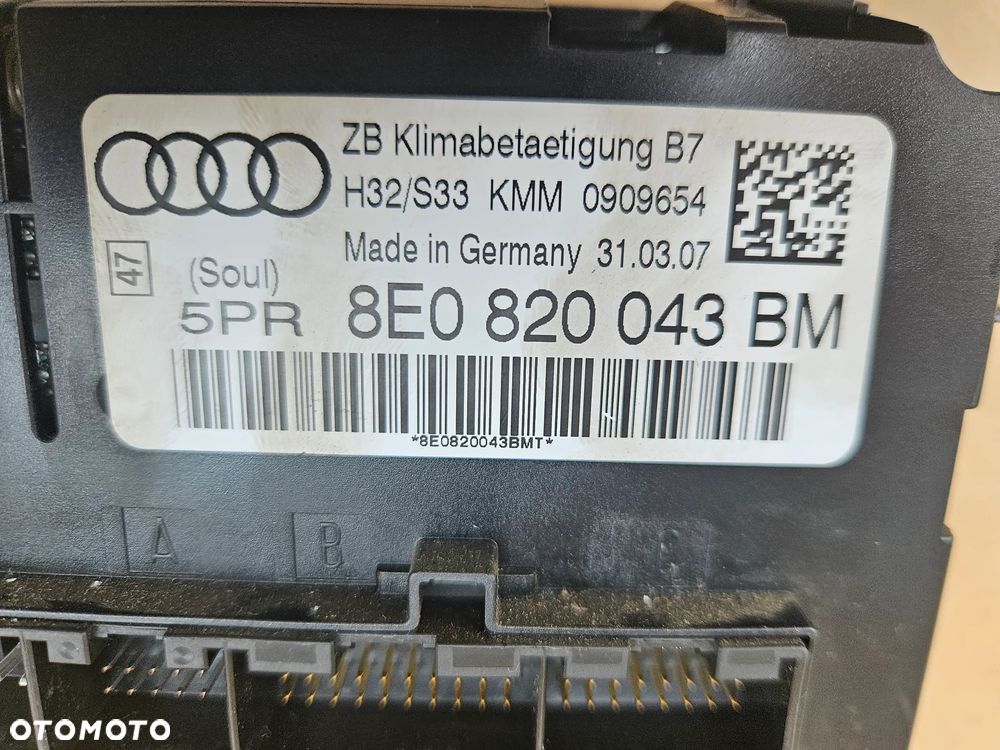 ZB Klimabetaetigung B7
H32/S33 KMM 0909654
Made in Germany 31.03.07
47
(Soul)
5PR 8E0 820 043 BM
*8E0820043BMT*
A B C
OTOMOTO